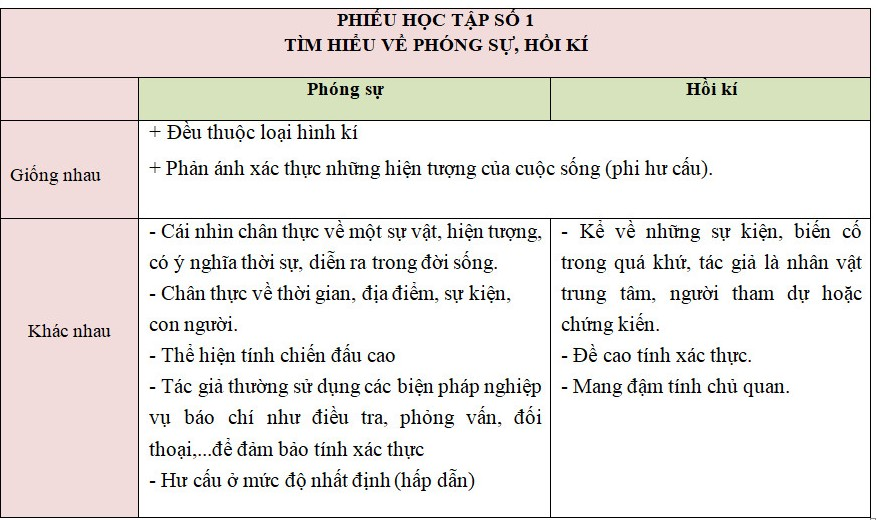 PHIẾU HỌC TẬP SỐ 1
TÌM HIỂU VỀ PHÓNG SỰ, HỒI KÍ
Phóng sự
Hồi kí
Giống nhau
+ Đều thuộc loại hình kí
+ Phản ánh xác thực những hiện tượng của cuộc sống (phi hư cấu).
Khác nhau
- Cái nhìn chân thực về một sự vật, hiện tượng,
có ý nghĩa thời sự, diễn ra trong đời sống.
- Chân thực về thời gian, địa điểm, sự kiện,
con người.
- Thể hiện tính chiến đấu cao
- Tác giả thường sử dụng các biện pháp nghiệp
vụ báo chí như điều tra, phỏng vấn, đối
thoại,...để đảm bảo tính xác thực
- Hư cấu ở mức độ nhất định (hấp dẫn)
- Kể về những sự kiện, biến cố
trong quá khứ, tác giả là nhân vật
trung tâm, người tham dự hoặc
chứng kiến.
- Đề cao tính xác thực.
- Mang đậm tính chủ quan.